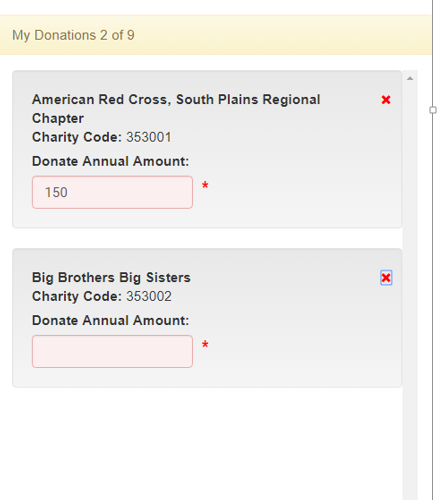 My Donations 2 of 9
American Red Cross, South Plains Regional
Chapter
Charity Code: 353001
Donate Annual Amount:
150 *
Big Brothers Big Sisters
Charity Code: 353002
Donate Annual Amount:
*